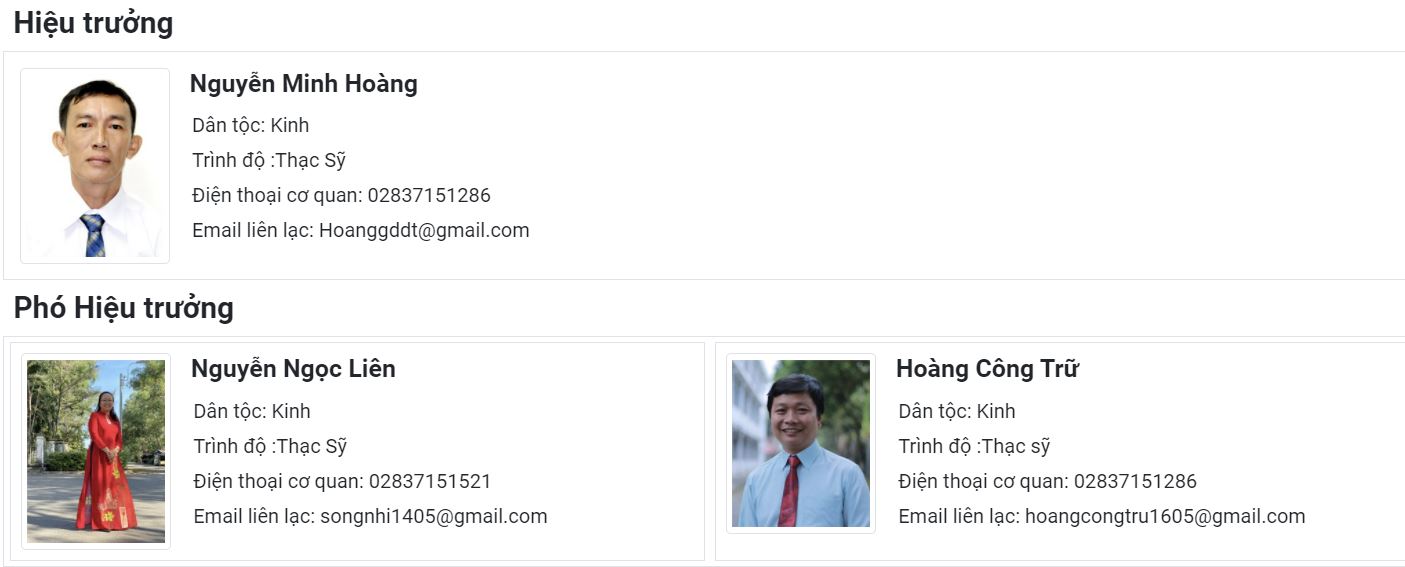 Hiệu trưởng
Nguyễn Minh Hoàng
Dân tộc: Kinh
Trình độ :Thạc Sỹ
Điện thoại cơ quan: 02837151286
Email liên lạc: Hoanggddt@gmail.com
Phó Hiệu trưởng
Nguyễn Ngọc Liên
Dân tộc: Kinh
Trình độ :Thạc Sỹ
Điện thoại cơ quan: 02837151521
Email liên lạc: songnhi1405@gmail.com
Hoàng Công Trữ
Dân tộc: Kinh
Trình độ :Thạc sỹ
Điện thoại cơ quan: 02837151286
Email liên lạc: hoangcongtru1605@gmail.com